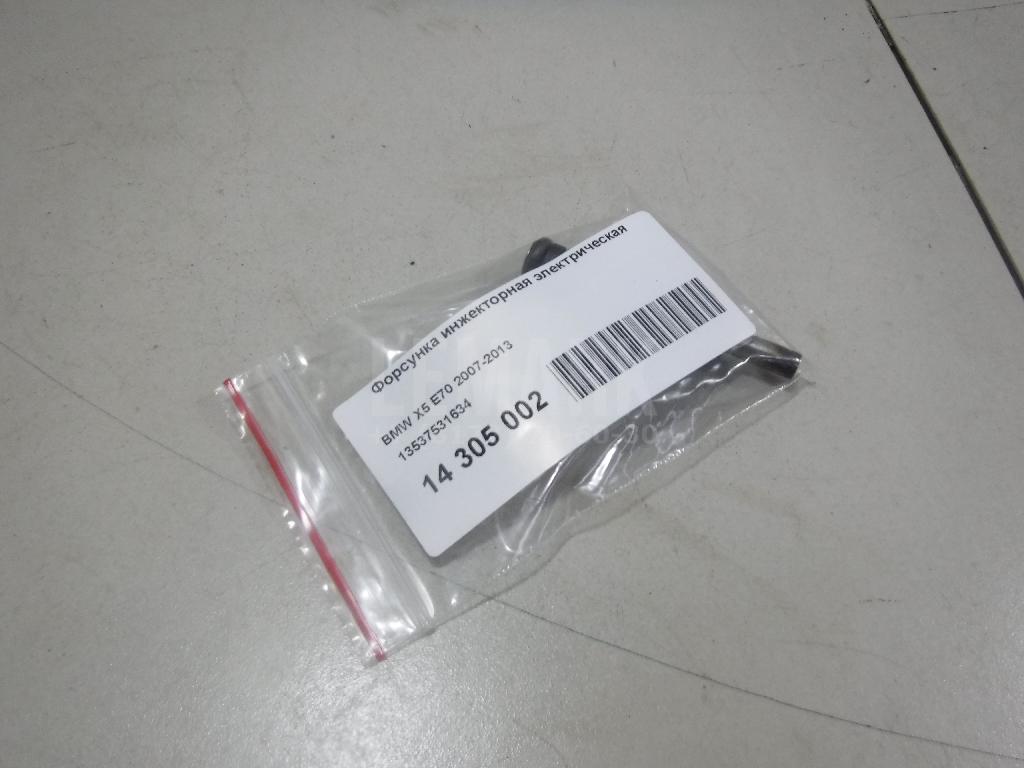 Форсунка инжекторная электрическая
BMW X5 E70 2007-2013
13537531634
14 305 002